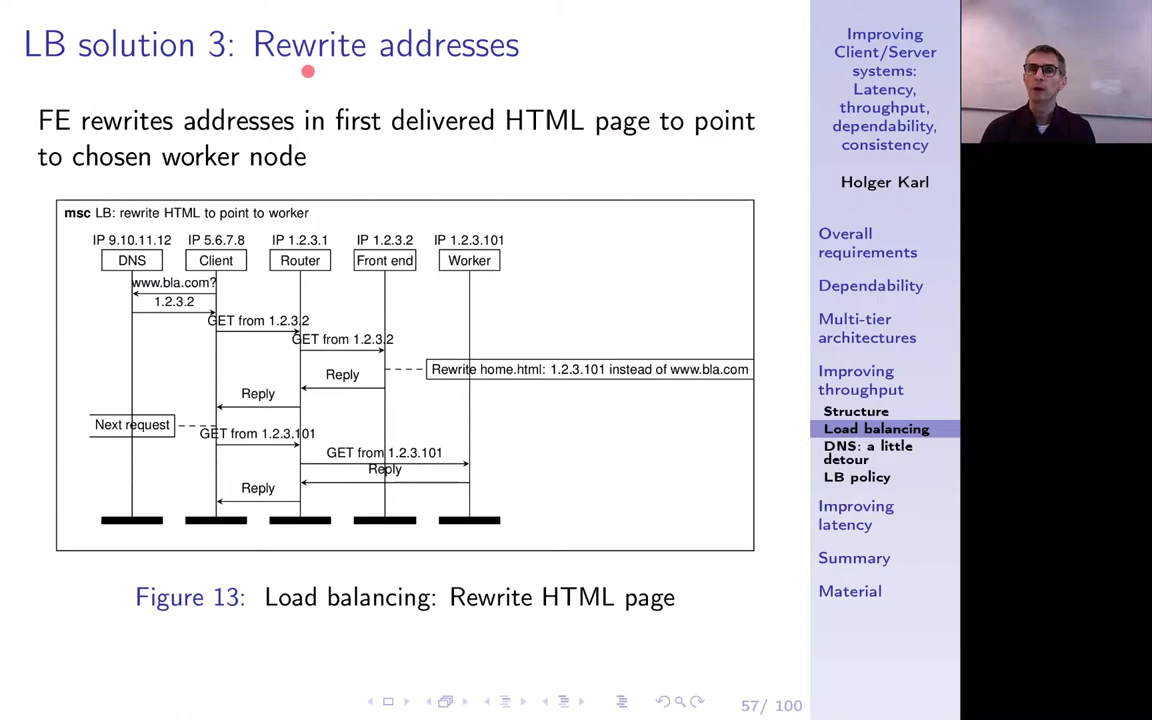 LB solution 3: Rewrite addresses
FE rewrites addresses in first delivered HTML page to point
to chosen worker node
msc LB: rewrite HTML to point to worker
IP 9.10.11.12 IP 5.6.7.8 IP 1.2.3.1 IP 1.2.3.2 IP 1.2.3.101
DNS Client Router Front end Worker
www.bla.com?
1.2.3.2
GET from 1.2.3.2
GET from 1.2.3.2
Rewrite home.html: 1.2.3.101 instead of www.bla.com
Reply
Reply
Next request
GET from 1.2.3.101
GET from 1.2.3.101
Reply
Reply
Figure 13: Load balancing: Rewrite HTML page
57/ 100
Improving
Client/Server
systems:
Latency,
throughput,
dependability,
consistency
Holger Karl
Overall
requirements
Dependability
Multi-tier
architectures
Improving
throughput
Structure
Load balancing
DNS: a little
detour
LB policy
Improving
latency
Summary
Material